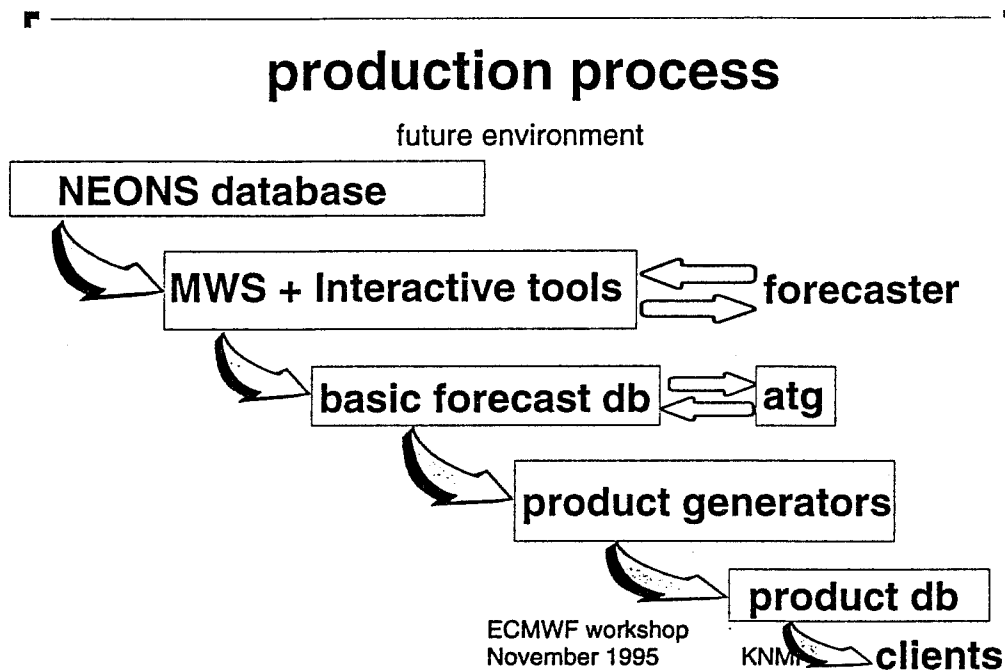 production process
future environment
NEONS database
MWS + Interactive tools
forecaster
basic forecast db
atg
product generators
product db
ECMWF workshop
November 1995
clients